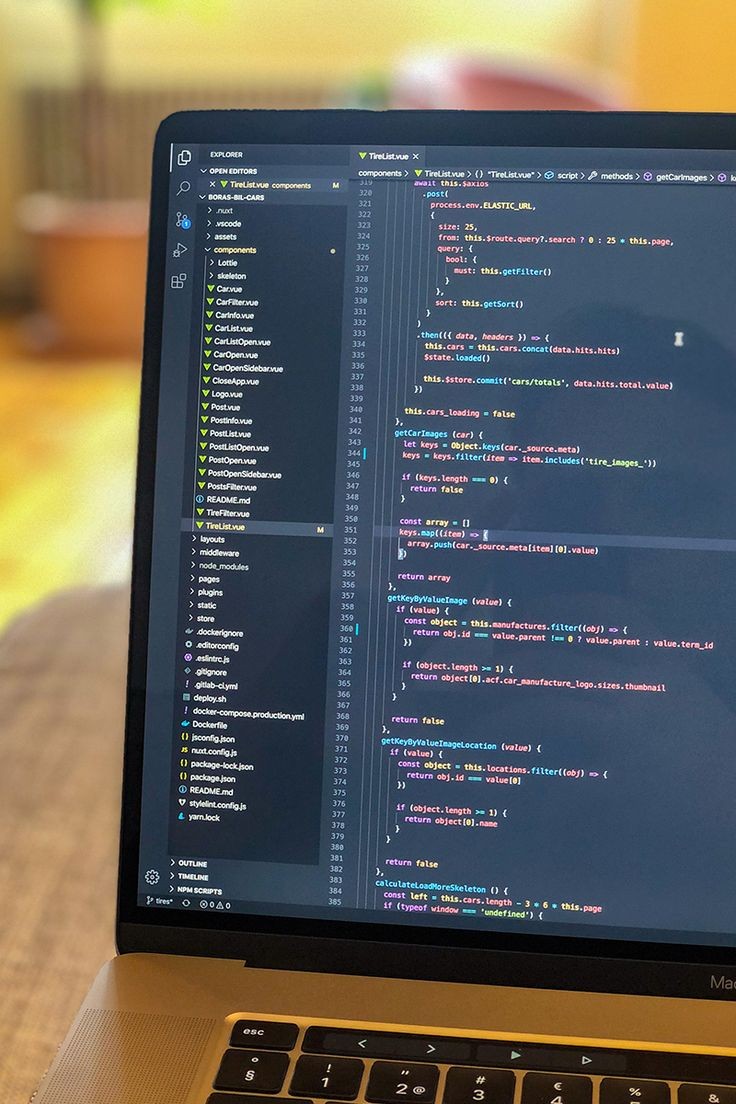 EXPLORER
OPEN EDITORS
TireList.vue components M
BORAS-BIL-CARS
.nuxt
.vscode
assets
components
Lottie
skeleton
Car.vue
CarFilter.vue
CarInfo.vue
CarList.vue
CarListOpen.vue
CarOpen.vue
CarOpenSidebar.vue
CloseApp.vue
Logo.vue
Post.vue
PostInfo.vue
PostList.vue
PostListOpen.vue
PostOpen.vue
PostOpenSidebar.vue
PostsFilter.vue
README.md
TireFilter.vue
TireList.vue M
layouts
middleware
node_modules
pages
plugins
static
store
.dockerignore
.editorconfig
.eslintrc.js
.gitignore
.gitlab-ci.yml
deploy.sh
docker-compose.production.yml
Dockerfile
jsconfig.json
nuxt.config.js
package-lock.json
package.json
README.md
stylelint.config.js
yarn.lock
OUTLINE
TIMELINE
NPM SCRIPTS
tires* 0 0
TireList.vue
components > TireList.vue > {} "TireList.vue" > script > methods > getCarImages >
319 await this.$axios
320 .post(
321 process.env.ELASTIC_URL,
322 {
323 size: 25,
324 from: this.$route.query?.search ? 0 : 25 * this.page,
325 query: {
326 bool: {
327 must: this.getFilter()
328 }
329 },
330 sort: this.getSort()
331 }
332 )
333 .then(({ data, headers }) => {
334 this.cars = this.cars.concat(data.hits.hits)
335 $state.loaded()
336
337 this.$store.commit('cars/totals', data.hits.total.value)
338 })
339
340 this.cars_loading = false
341 },
342 getCarImages (car) {
343 let keys = Object.keys(car._source.meta)
344 keys = keys.filter(item => item.includes('tire_images_'))
345
346 if (keys.length === 0) {
347 return false
348 }
349
350 const array = []
351 keys.map((item) => {
352 array.push(car._source.meta[item][0].value)
353 })
354
355 return array
356 },
357 getKeyByValueImage (value) {
358 if (value) {
359 const object = this.manufactures.filter((obj) => {
360 return obj.id === value.parent !== 0 ? value.parent : value.term_id
361 })
362
363 if (object.length >= 1) {
364 return object[0].acf.car_manufacture_logo.sizes.thumbnail
365 }
366 }
367
368 return false
369 },
370 getKeyByValueImageLocation (value) {
371 if (value) {
372 const object = this.locations.filter((obj) => {
373 return obj.id === value[0]
374 })
375
376 if (object.length >= 1) {
377 return object[0].name
378 }
379 }
380
381 return false
382 },
383 calculateLoadMoreSkeleton () {
384 const left = this.cars.length - 3 * 6 * this.page
385 if (typeof window === 'undefined') {
Mac
esc
° § ! 1 " 2 @ # 3 € 4 % 5 &